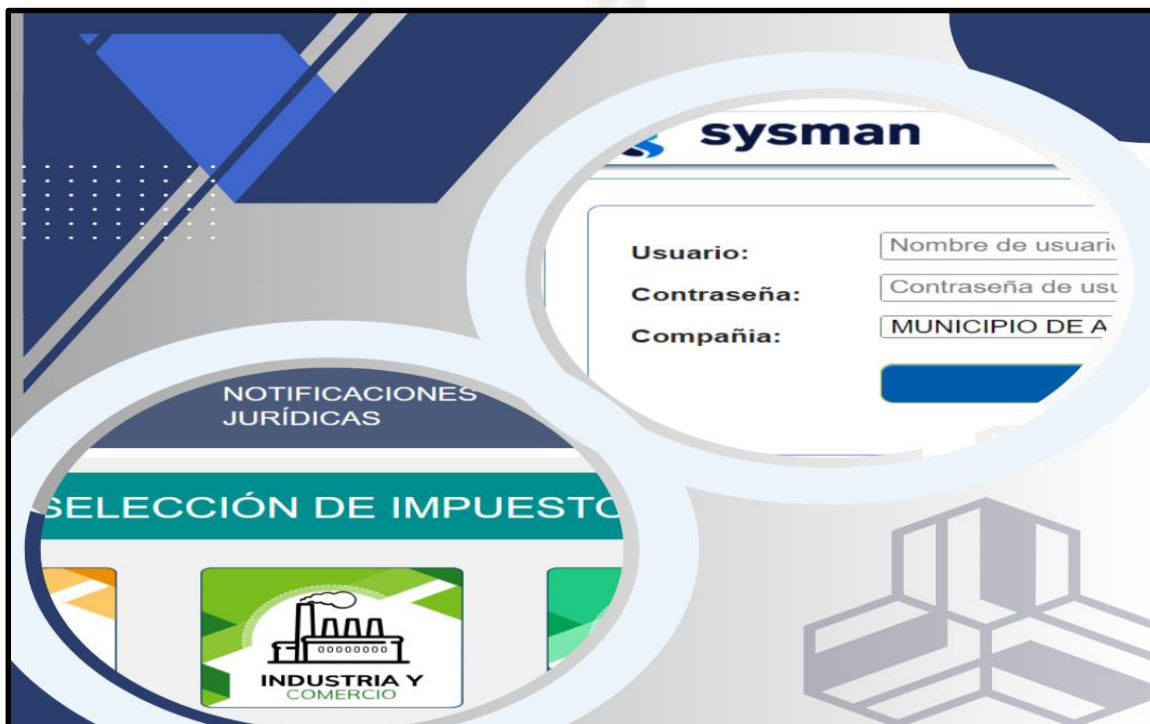 sysman
Usuario:
Nombre de usuari
Contraseña:
Contraseña de usu
Compañia:
MUNICIPIO DE A
NOTIFICACIONES
JURÍDICAS
SELECCIÓN DE IMPUESTO
INDUSTRIA Y
COMERCIO